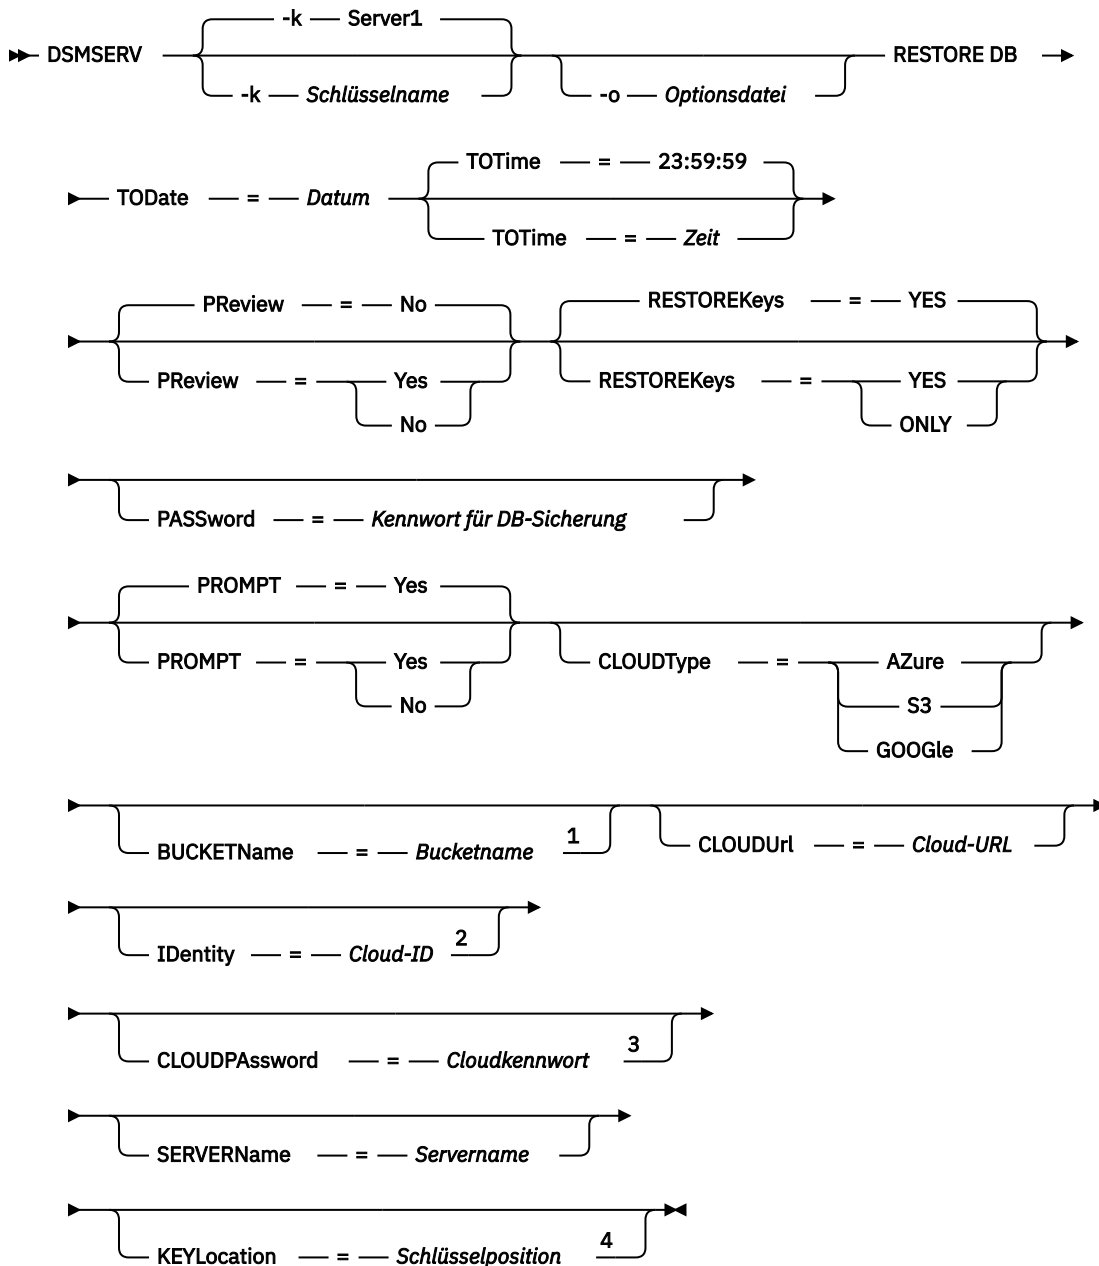 -k Server1
DSMSERV RESTORE DB
-k Schlüsselname -o Optionsdatei
TOTime = 23:59:59
TODate = Datum
TOTime = Zeit
PReview = No RESTOREKeys = YES
PReview = Yes RESTOREKeys = YES
No ONLY
PASSword = Kennwort für DB-Sicherung
PROMPT = Yes
PROMPT = Yes CLOUDType = AZure
No S3
GOOGle
BUCKETName = Bucketname 1 CLOUDUrl = Cloud-URL
IDentity = Cloud-ID 2
CLOUDPAssword = Cloudkennwort 3
SERVERName = Servername
KEYLocation = Schlüsselposition 4